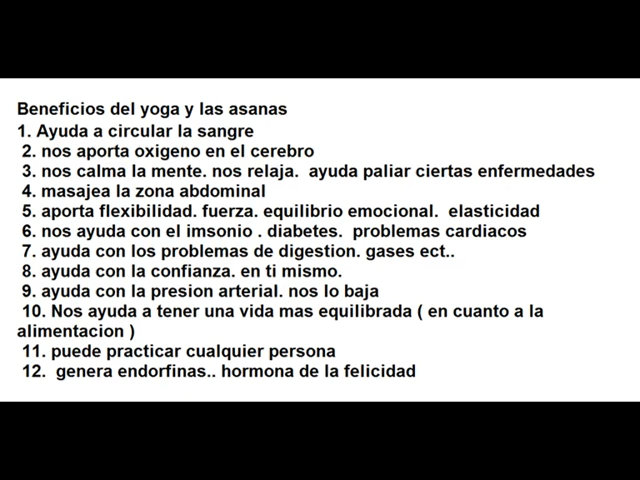 Beneficios del yoga y las asanas
1. Ayuda a circular la sangre
2. nos aporta oxigeno en el cerebro
3. nos calma la mente. nos relaja.  ayuda paliar ciertas enfermedades
4. masajea la zona abdominal
5. aporta flexibilidad. fuerza. equilibrio emocional.  elasticidad
6. nos ayuda con el imsonio . diabetes.  problemas cardiacos
7. ayuda con los problemas de digestion. gases ect..
8. ayuda con la confianza. en ti mismo.
9. ayuda con la presion arterial. nos lo baja
10. Nos ayuda a tener una vida mas equilibrada ( en cuanto a la
alimentacion )
11. puede practicar cualquier persona
12.  genera endorfinas.. hormona de la felicidad